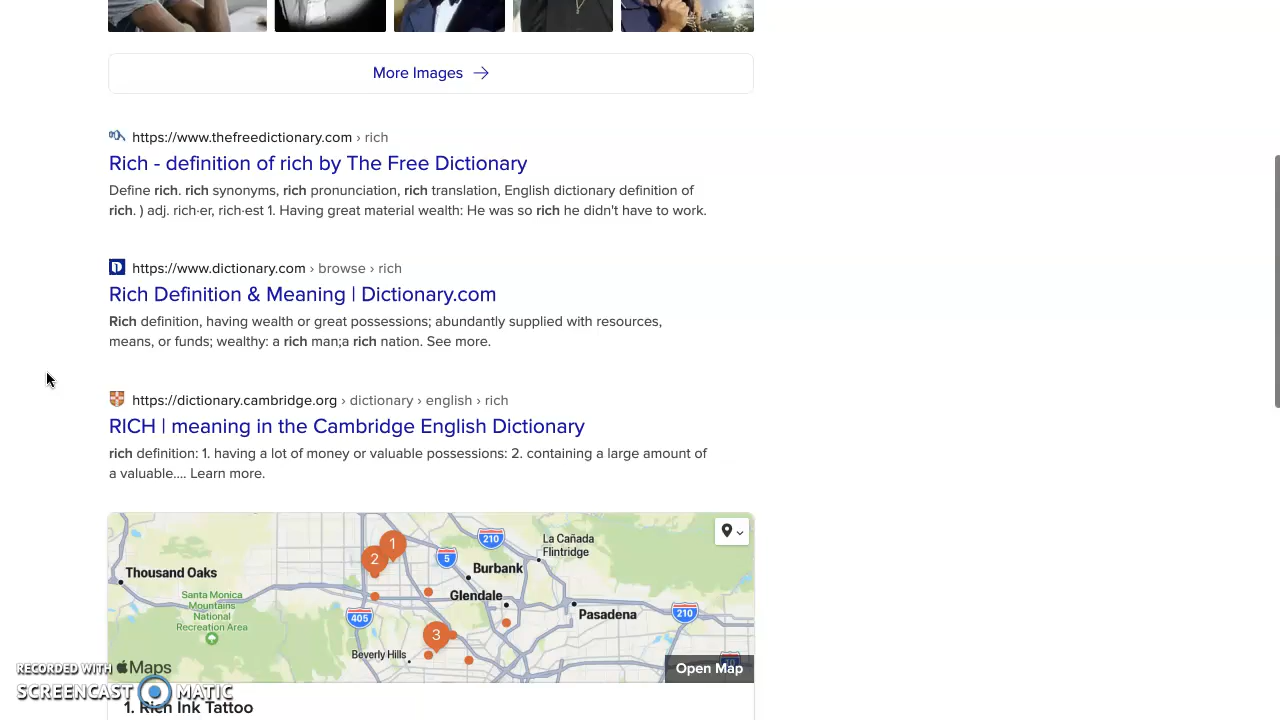 More Images
https://www.thefreedictionary.com › rich
Rich - definition of rich by The Free Dictionary
Define rich. rich synonyms, rich pronunciation, rich translation, English dictionary definition of
rich. ) adj. rich·er, rich·est 1. Having great material wealth: He was so rich he didn't have to work.
https://www.dictionary.com › browse › rich
Rich Definition & Meaning | Dictionary.com
Rich definition, having wealth or great possessions; abundantly supplied with resources,
means, or funds; wealthy: a rich man;a rich nation. See more.
https://dictionary.cambridge.org › dictionary › english › rich
RICH | meaning in the Cambridge English Dictionary
rich definition: 1. having a lot of money or valuable possessions: 2. containing a large amount of
a valuable.... Learn more.
La Cañada
Flintridge
210
1
2
5
Burbank
Thousand Oaks
Glendale
Santa Monica
Mountains
National
Recreation Area
405
Pasadena
210
3
Beverly Hills
Maps
Open Map
RECORDED WITH
SCREENCAST MATIC
1. Rich Ink Tattoo